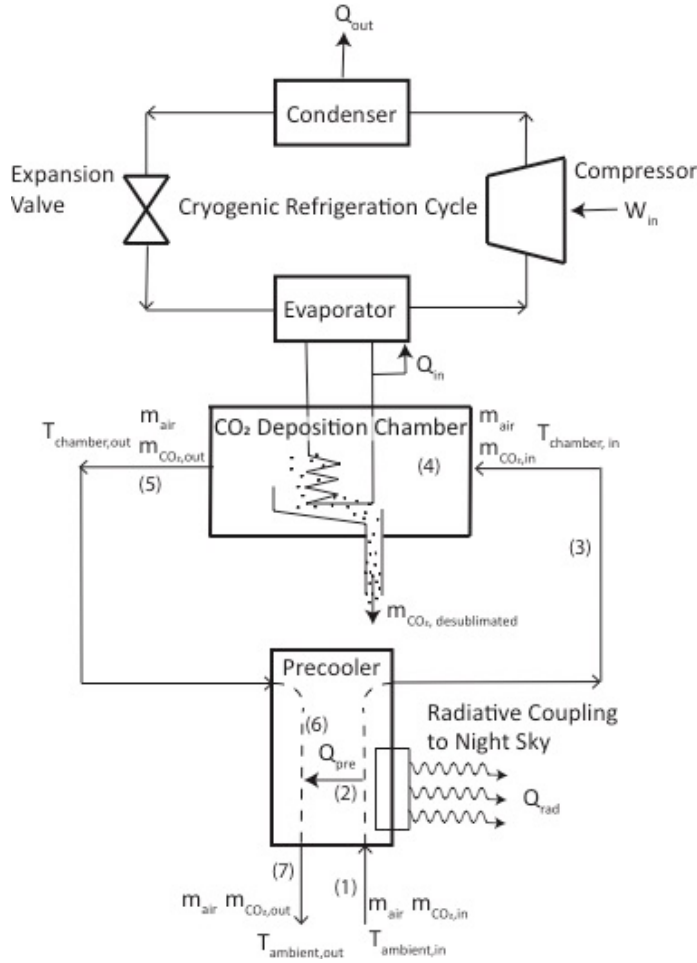 Q out
Condenser
Expansion
Valve
Cryogenic Refrigeration Cycle
Compressor
W in
Evaporator
Q in
T chamber,out
m air
m CO₂,out
(5)
CO₂ Deposition Chamber
(4)
m air
m CO₂,in
T chamber, in
(3)
m CO₂, desublimated
Precooler
(6)
Q pre
(2)
Radiative Coupling
to Night Sky
Q rad
(7)
(1)
m air m CO₂,out
m air m CO₂,in
T ambient,out
T ambient,in